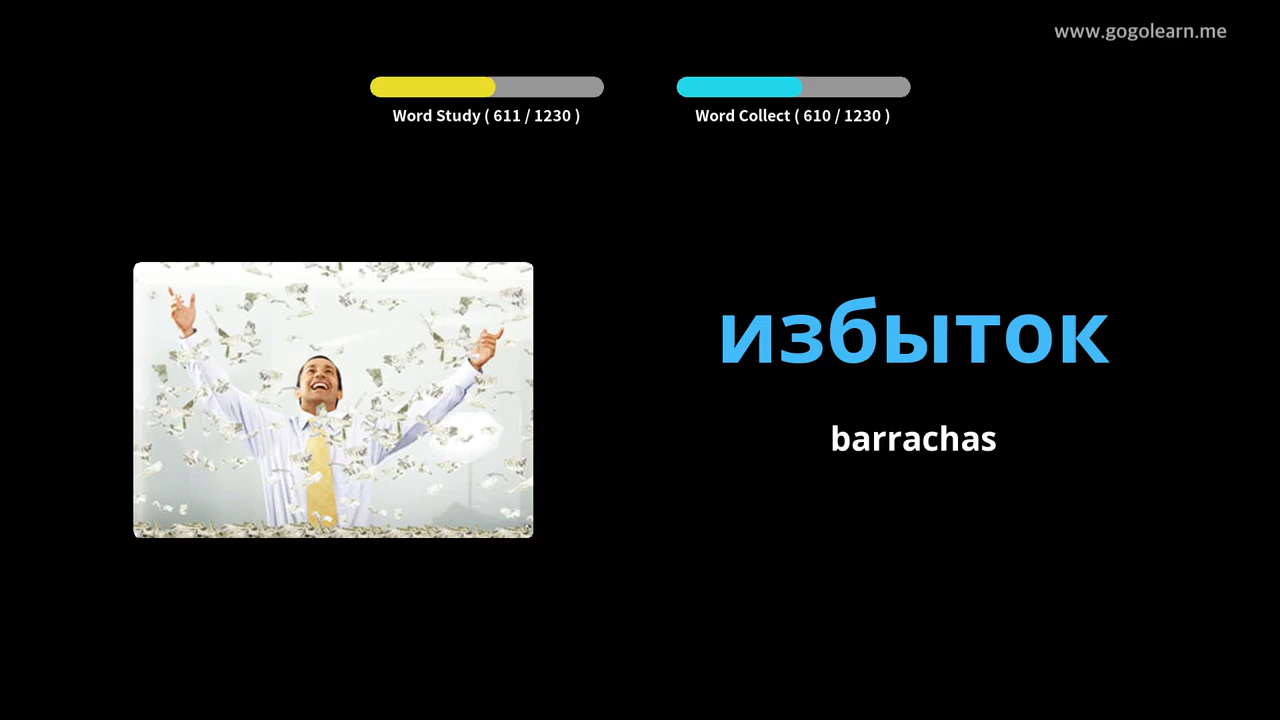 www.gogolearn.me
Word Study ( 611 / 1230 )
Word Collect ( 610 / 1230 )
избыток
barrachas